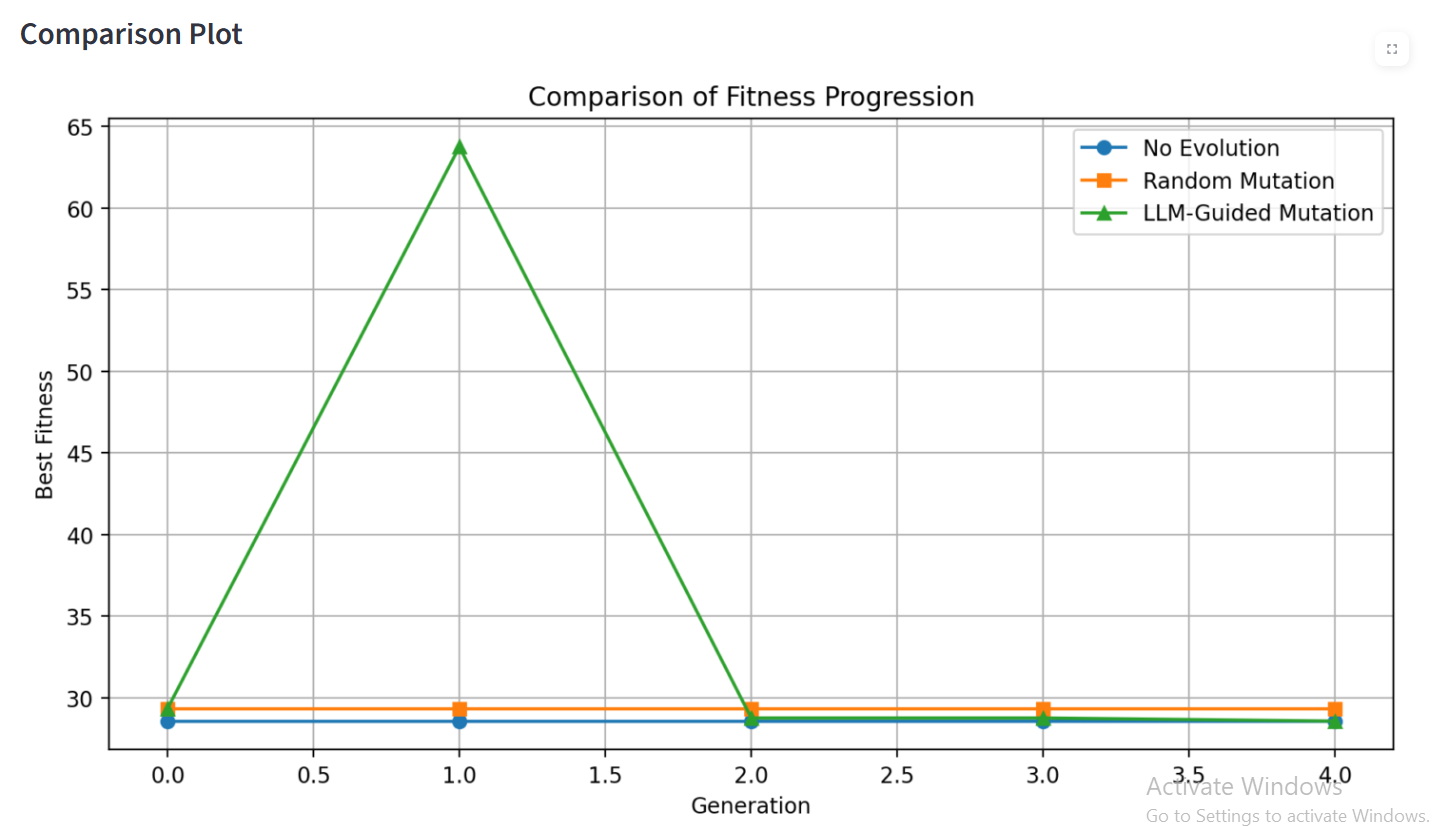 Comparison Plot
Comparison of Fitness Progression
65
60
55
50
45
40
35
30
Best Fitness
No Evolution
Random Mutation
LLM-Guided Mutation
0.0 0.5 1.0 1.5 2.0 2.5 3.0 3.5 4.0
Generation
Activate Windows
Go to Settings to activate Windows.